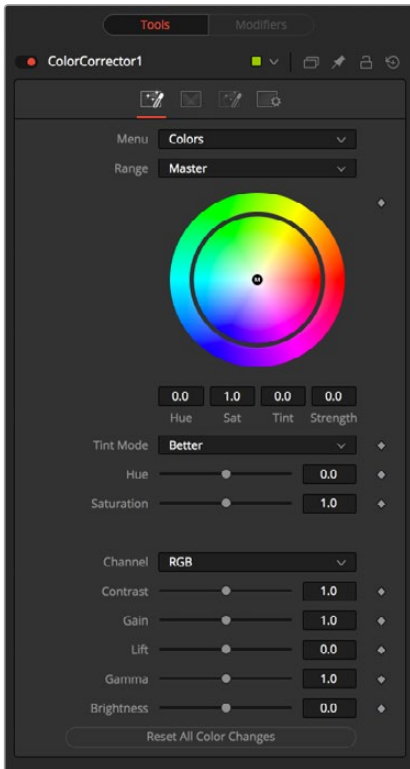 Tools Modifiers
ColorCorrector1
Menu Colors
Range Master
M
0.0 1.0 0.0 0.0
Hue Sat Tint Strength
Tint Mode Better
Hue 0.0
Saturation 1.0
Channel RGB
Contrast 1.0
Gain 1.0
Lift 0.0
Gamma 1.0
Brightness 0.0
Reset All Color Changes